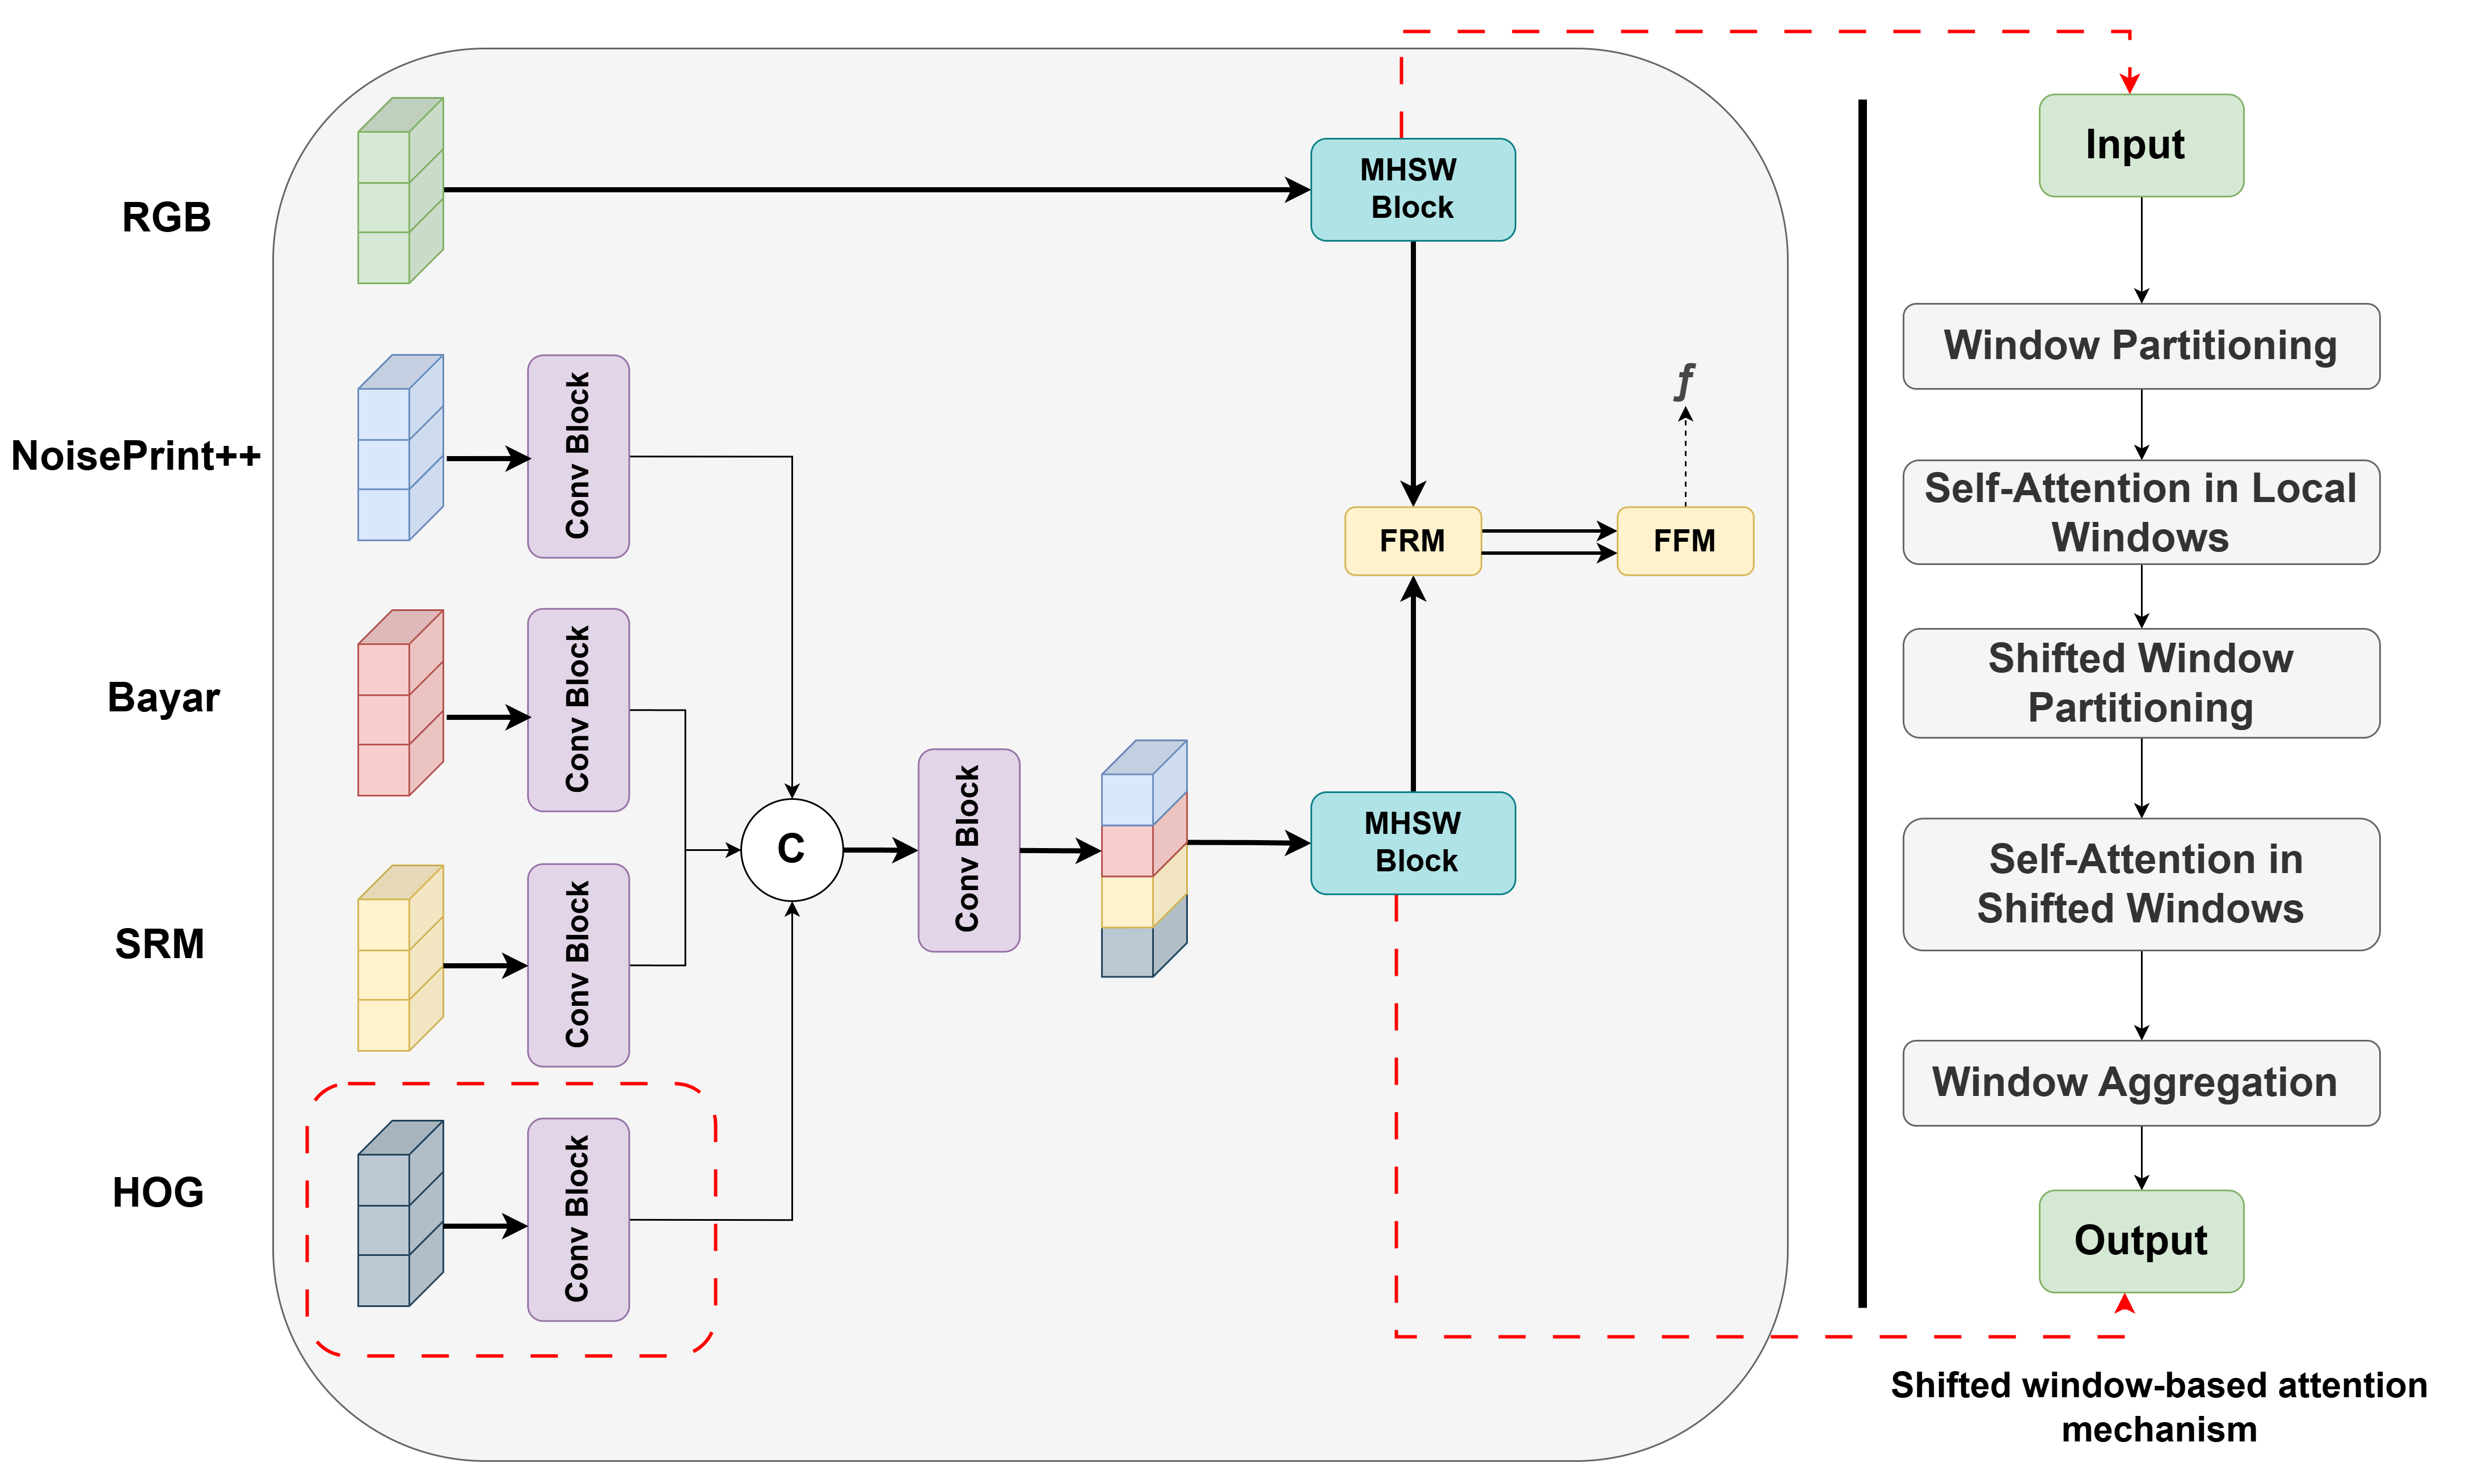 RGB
NoisePrint++
Bayar
SRM
HOG
Conv Block
Conv Block
Conv Block
Conv Block
C
Conv Block
MHSW
Block
MHSW
Block
FRM
FFM
f
Input
Window Partitioning
Self-Attention in Local
Windows
Shifted Window
Partitioning
Self-Attention in
Shifted Windows
Window Aggregation
Output
Shifted window-based attention
mechanism